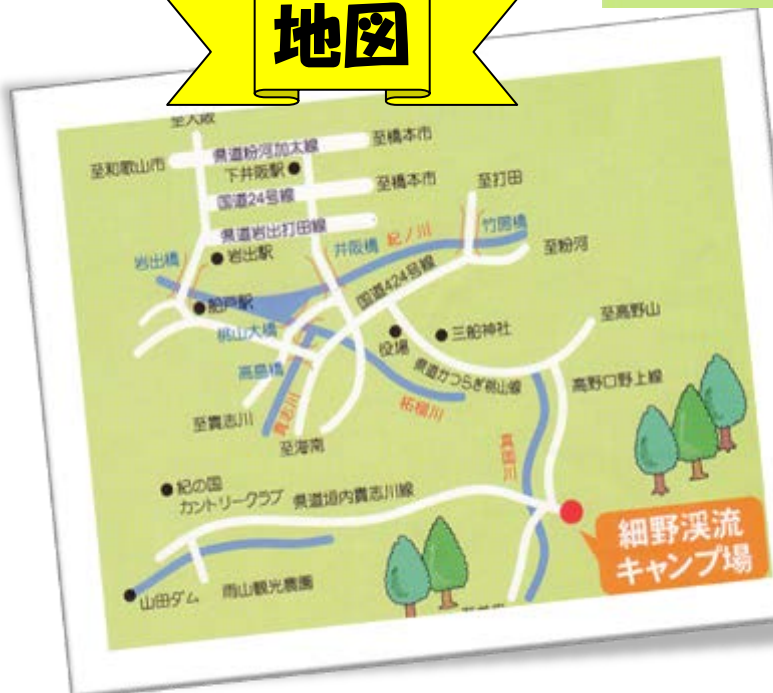 地図
至大阪
県道粉河加太線
至橋本市
至和歌山市
下井阪駅
国道24号線
至橋本市
至打田
県道岩出打田線
岩出橋
岩出駅
井阪橋
紀ノ川
竹房橋
至粉河
国道424号線
船戸駅
桃山大橋
至高野山
役場
三船神社
高島橋
県道かつらぎ桃山線
高野口野上線
柘榴川
至貴志川
貴志川
至海南
真国川
紀の国
カントリークラブ
県道垣内貴志川線
細野渓流
キャンプ場
山田ダム
雨山観光農園